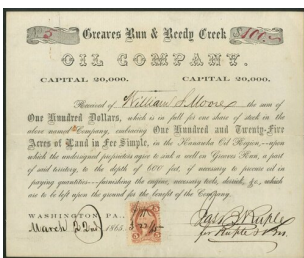 2 Greares Run & Reedy Creek 100
OIL COMPANY.
CAPITAL 20,000. CAPITAL 20,000.
Received of William S Moore the sum of
One Hundred Dollars, which is in full for one share of stock in the
above named Company, embracing One Hundred and Twenty-Five
Acres of Land in Fee Simple, in the Kanawha Oil Region,
which the undersigned proprietors agree to sink a well on Greares Run, a part
of said territory, to the depth of 600 feet, if necessary to procure oil in
paying quantities---furnishing the engine, necessary tools, derrick, &c., which
are to be left upon the ground for the benefit of the Company.
WASHINGTON PA.,
March 22nd 1865.